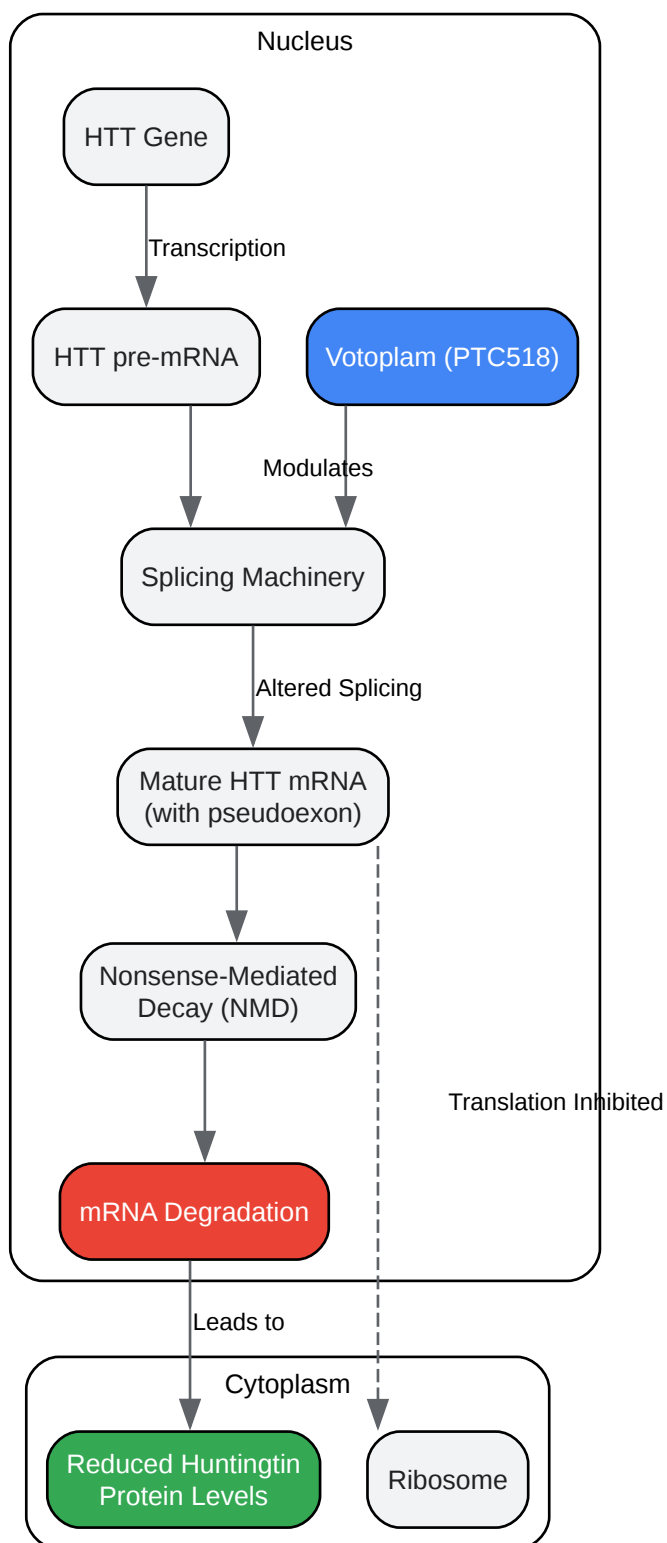 Nucleus
HTT Gene
Transcription
HTT pre-mRNA
Votoplam (PTC518)
Modulates
Splicing Machinery
Altered Splicing
Mature HTT mRNA
(with pseudoexon)
Nonsense-Mediated
Decay (NMD)
Translation Inhibited
mRNA Degradation
Leads to
Cytoplasm
Reduced Huntingtin
Protein Levels
Ribosome